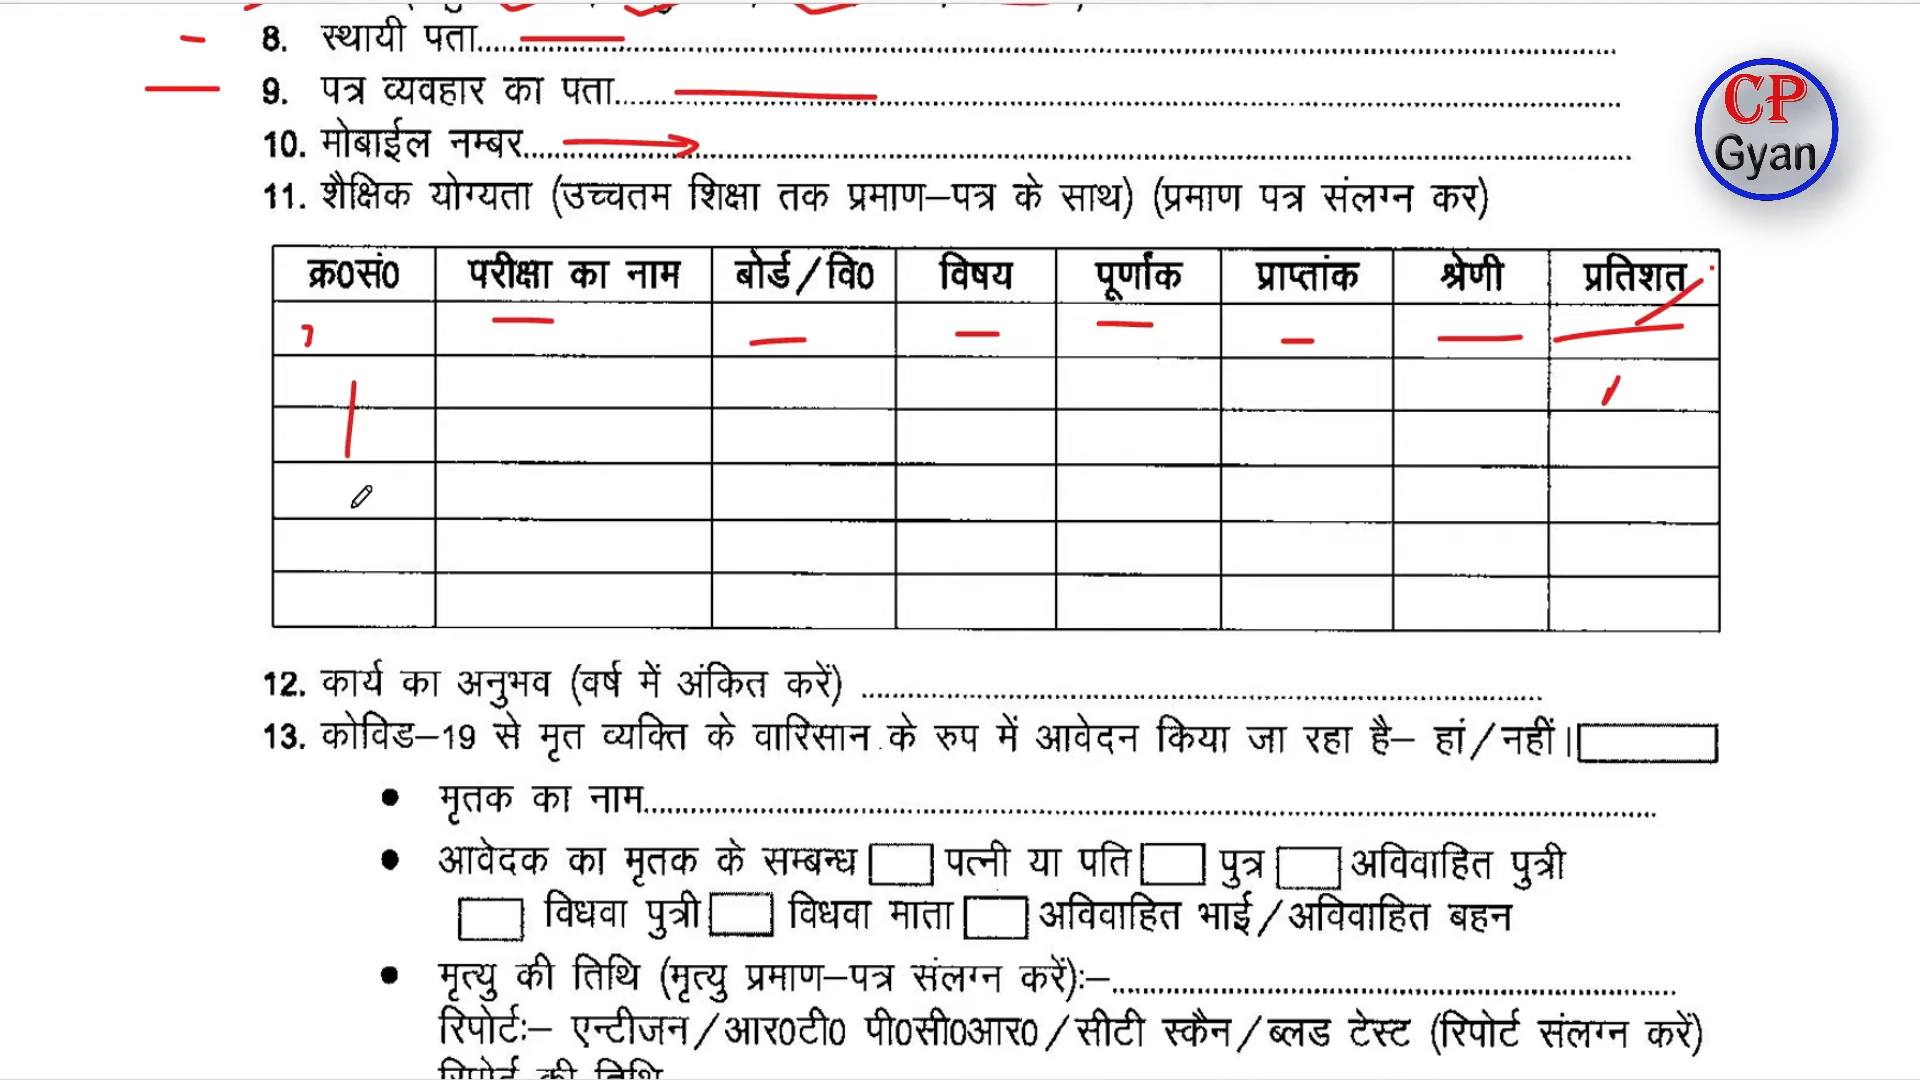 8. स्थायी पता
9. पत्र व्यवहार का पता
10. मोबाईल नम्बर
11. शैक्षिक योग्यता (उच्चतम शिक्षा तक प्रमाण–पत्र के साथ) (प्रमाण पत्र संलग्न कर)
क्र0सं0 परीक्षा का नाम बोर्ड/वि0 विषय पूर्णांक प्राप्तांक श्रेणी प्रतिशत
12. कार्य का अनुभव (वर्ष में अंकित करें)
13. कोविड–19 से मृत व्यक्ति के वारिसान के रुप में आवेदन किया जा रहा है– हां/नहीं।
• मृतक का नाम
• आवेदक का मृतक के सम्बन्ध पत्नी या पति पुत्र अविवाहित पुत्री
विधवा पुत्री विधवा माता अविवाहित भाई/अविवाहित बहन
• मृत्यु की तिथि (मृत्यु प्रमाण–पत्र संलग्न करें):–
रिपोर्टः– एन्टीजन/आर0टी0 पी0सी0आर0/सीटी स्कैन/ब्लड टेस्ट (रिपोर्ट संलग्न करें)
रिपोर्ट की तिथि
CP
Gyan